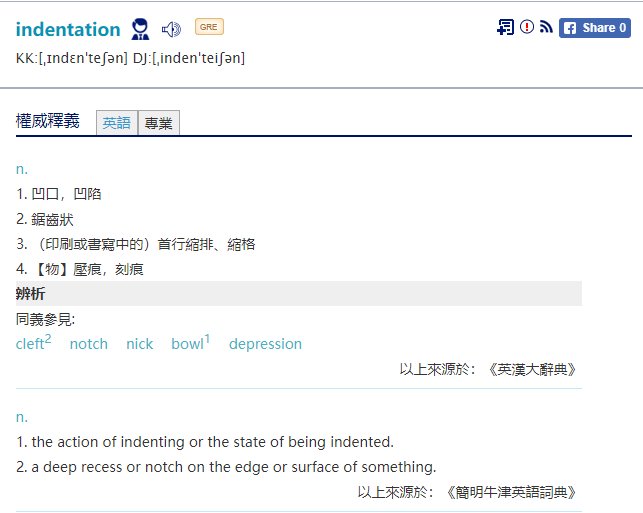 indentation GRE Share 0
KK:[ˌɪndɛnˈteʃən] DJ:[ˌindenˈteiʃən]
權威釋義 英語 專業
n.
1. 凹口，凹陷
2. 鋸齒狀
3. （印刷或書寫中的）首行縮排、縮格
4. 【物】壓痕，刻痕
辨析
同義參見:
cleft2 notch nick bowl1 depression
以上來源於：《英漢大辭典》
n.
1. the action of indenting or the state of being indented.
2. a deep recess or notch on the edge or surface of something.
以上來源於：《簡明牛津英語詞典》